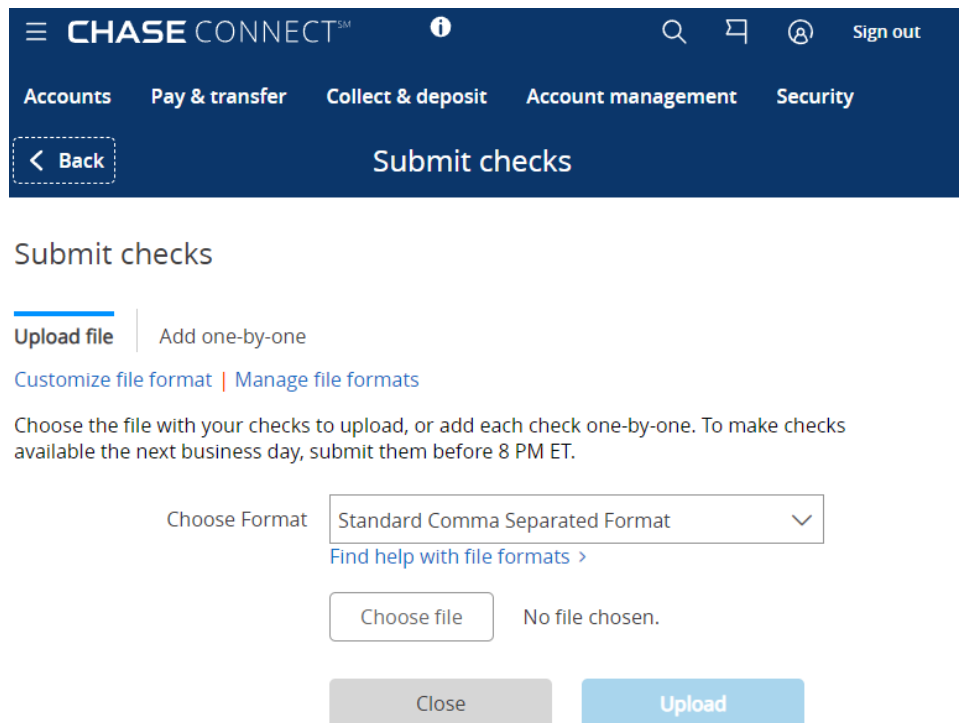 CHASE CONNECT℠
Sign out
Accounts Pay & transfer Collect & deposit Account management Security
Back Submit checks
Submit checks
Upload file Add one-by-one
Customize file format | Manage file formats
Choose the file with your checks to upload, or add each check one-by-one. To make checks
available the next business day, submit them before 8 PM ET.
Choose Format Standard Comma Separated Format
Find help with file formats >
Choose file No file chosen.
Close Upload